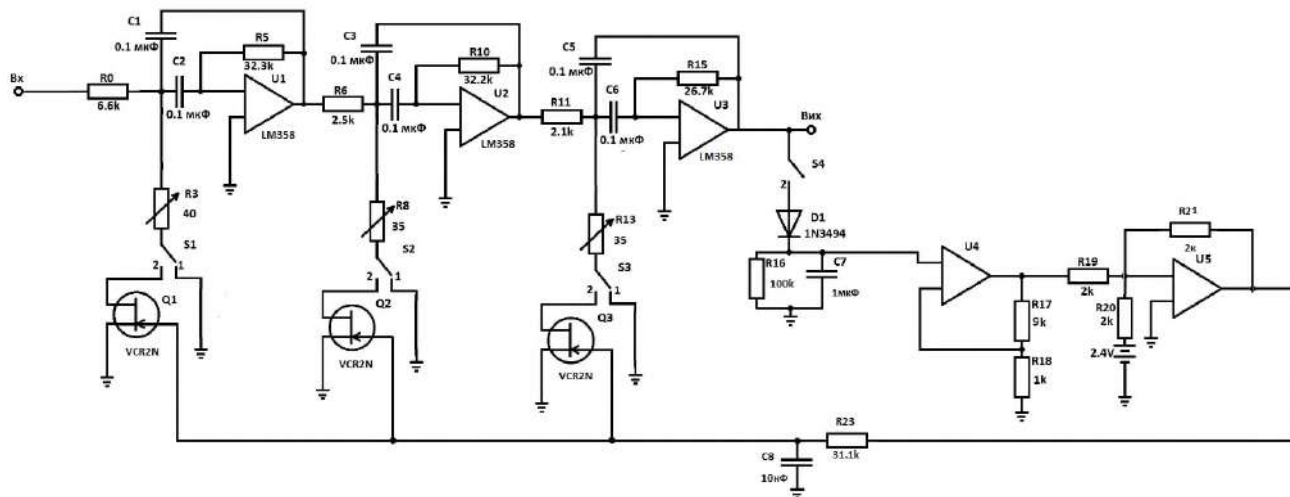 C1
0.1 мкФ
R5
32.3k
C2
0.1 мкФ
U1
LM358
Вх
R0
6.6k
R3
40
S1
2
1
Q1
VCR2N
C3
0.1 мкФ
R10
32.2k
C4
0.1 мкФ
U2
LM358
R6
2.5k
R8
35
S2
2
1
Q2
VCR2N
C5
0.1 мкФ
R15
26.7k
C6
0.1 мкФ
U3
LM358
R11
2.1k
R13
35
S3
2
1
Q3
VCR2N
Вих
S4
2
D1
1N3494
R16
100k
C7
1мкФ
U4
R17
9k
R18
1k
R19
2k
R20
2k
2.4V
R21
2к
U5
R23
31.1k
C8
10нФ